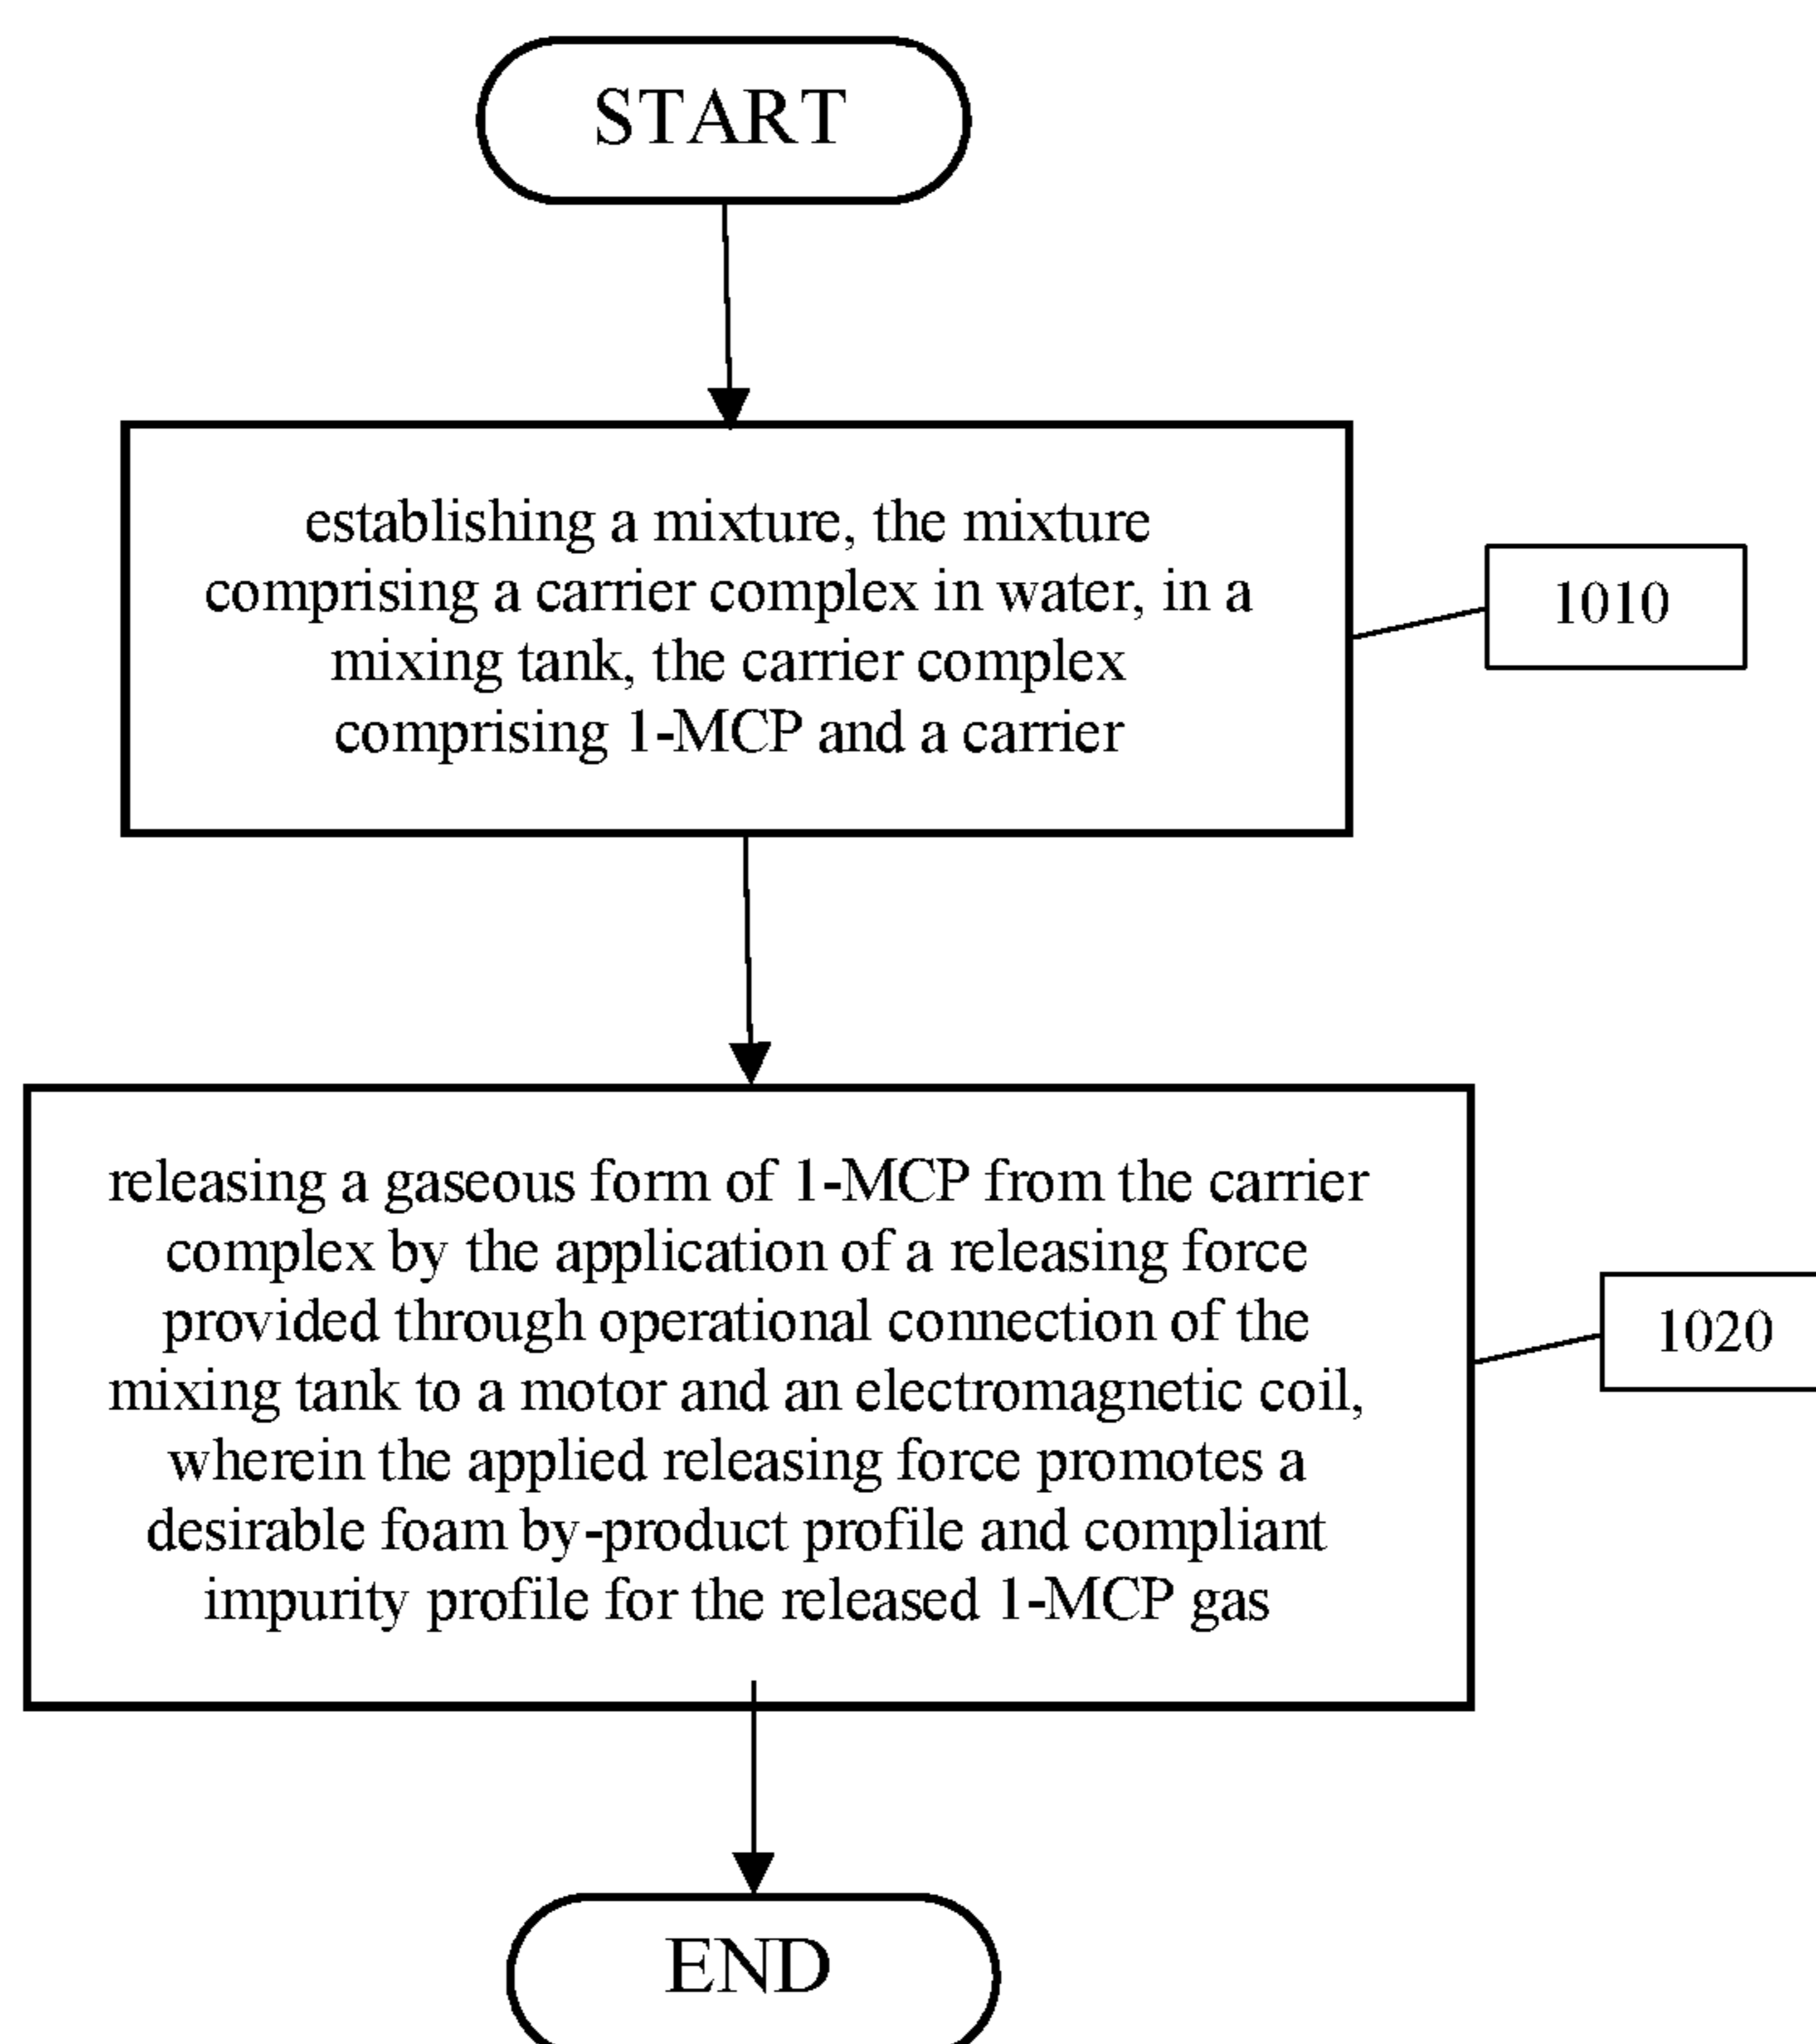 START
establishing a mixture, the mixture
comprising a carrier complex in water, in a
mixing tank, the carrier complex
comprising 1-MCP and a carrier
1010
releasing a gaseous form of 1-MCP from the carrier
complex by the application of a releasing force
provided through operational connection of the
mixing tank to a motor and an electromagnetic coil,
wherein the applied releasing force promotes a
desirable foam by-product profile and compliant
impurity profile for the released 1-MCP gas
1020
END